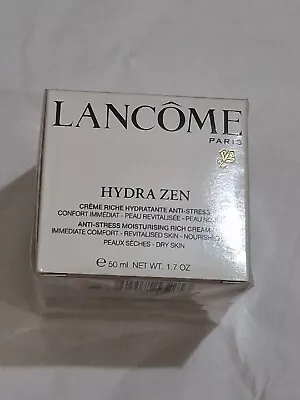 LANCÔME
PARIS
HYDRA ZEN
CRÈME RICHE HYDRATANTE ANTI-STRESS
CONFORT IMMÉDIAT - PEAU REVITALISÉE - PEAU
ANTI-STRESS MOISTURISING RICH CREAM
IMMEDIATE COMFORT - REVITALISED SKIN - NOURISHED
PEAUX SÈCHES - DRY SKIN
℮ 50 ml NET WT. 1.7 OZ